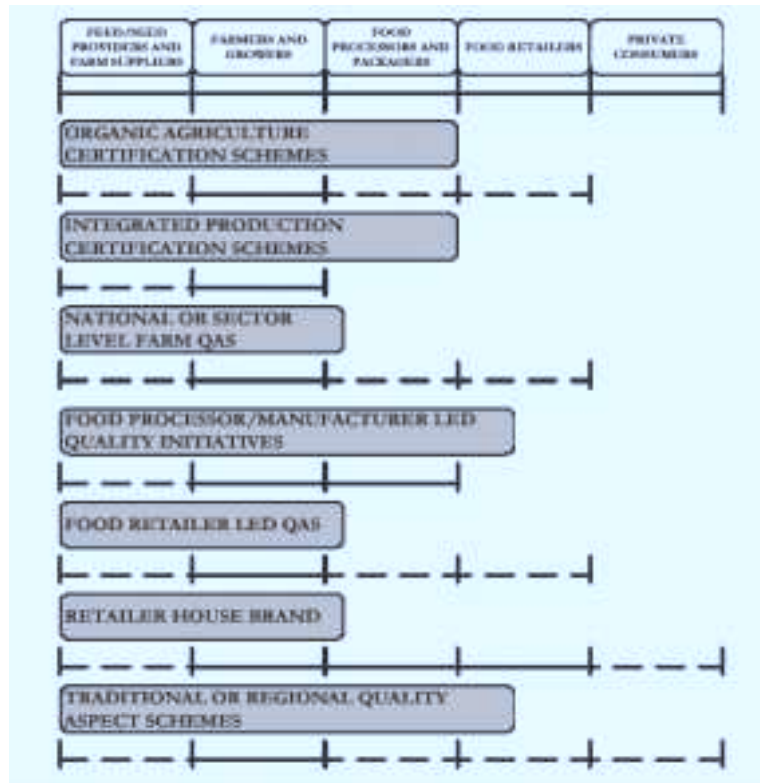 FEED/SEED
PROVIDERS AND
FARM SUPPLIERS
FARMERS AND
GROWERS
FOOD
PROCESSORS AND
PACKAGERS
FOOD RETAILERS
PRIVATE
CONSUMERS
ORGANIC AGRICULTURE
CERTIFICATION SCHEMES
INTEGRATED PRODUCTION
CERTIFICATION SCHEMES
NATIONAL OR SECTOR
LEVEL FARM QAS
FOOD PROCESSOR/MANUFACTURER LED
QUALITY INITIATIVES
FOOD RETAILER LED QAS
RETAILER HOUSE BRAND
TRADITIONAL OR REGIONAL QUALITY
ASPECT SCHEMES